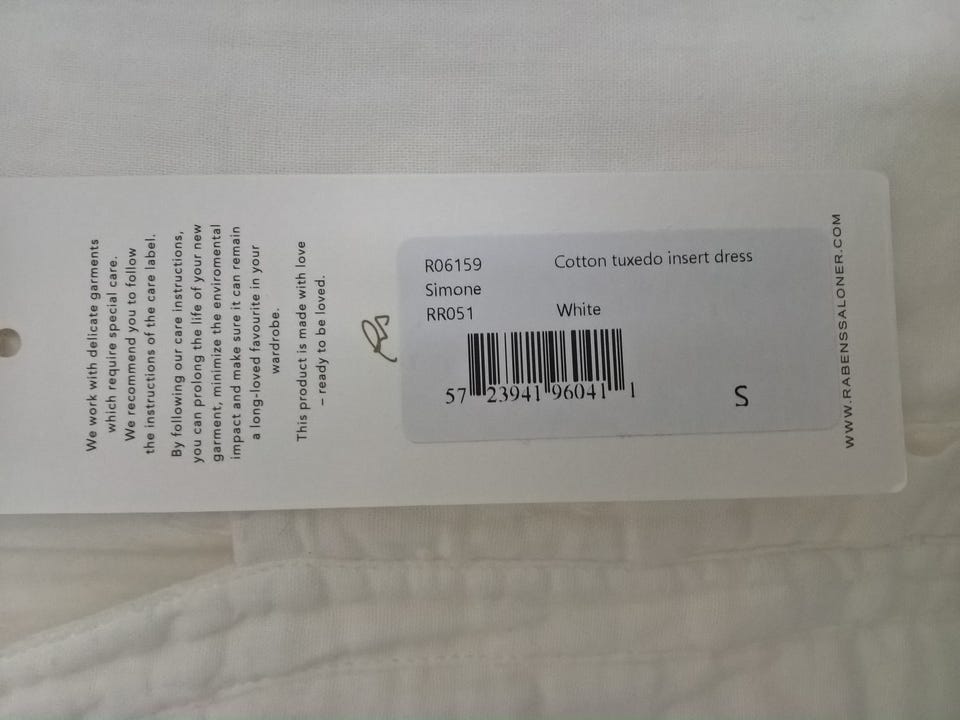 We work with delicate garments
which require special care.
We recommend you to follow
the instructions of the care label.
By following our care instructions,
you can prolong the life of your new
garment, minimize the enviromental
impact and make sure it can remain
a long-loved favourite in your
wardrobe.
This product is made with love
– ready to be loved.
R06159 Cotton tuxedo insert dress
Simone
RR051 White
57 23941 96041 1
S
WWW.RABENSSALONER.COM